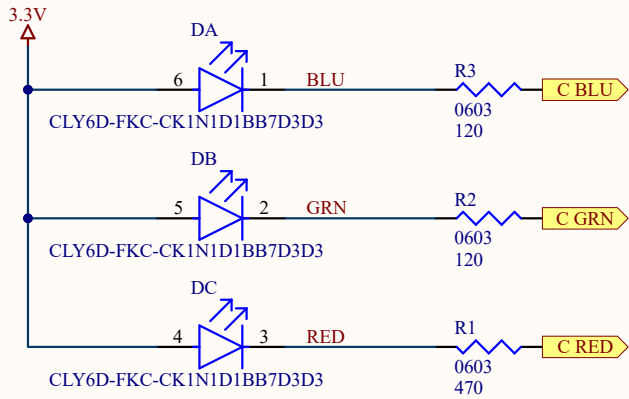 3.3V
DA
6 1 BLU
CLY6D-FKC-CK1N1D1BB7D3D3
R3
0603
120
C BLU
DB
5 2 GRN
CLY6D-FKC-CK1N1D1BB7D3D3
R2
0603
120
C GRN
DC
4 3 RED
CLY6D-FKC-CK1N1D1BB7D3D3
R1
0603
470
C RED